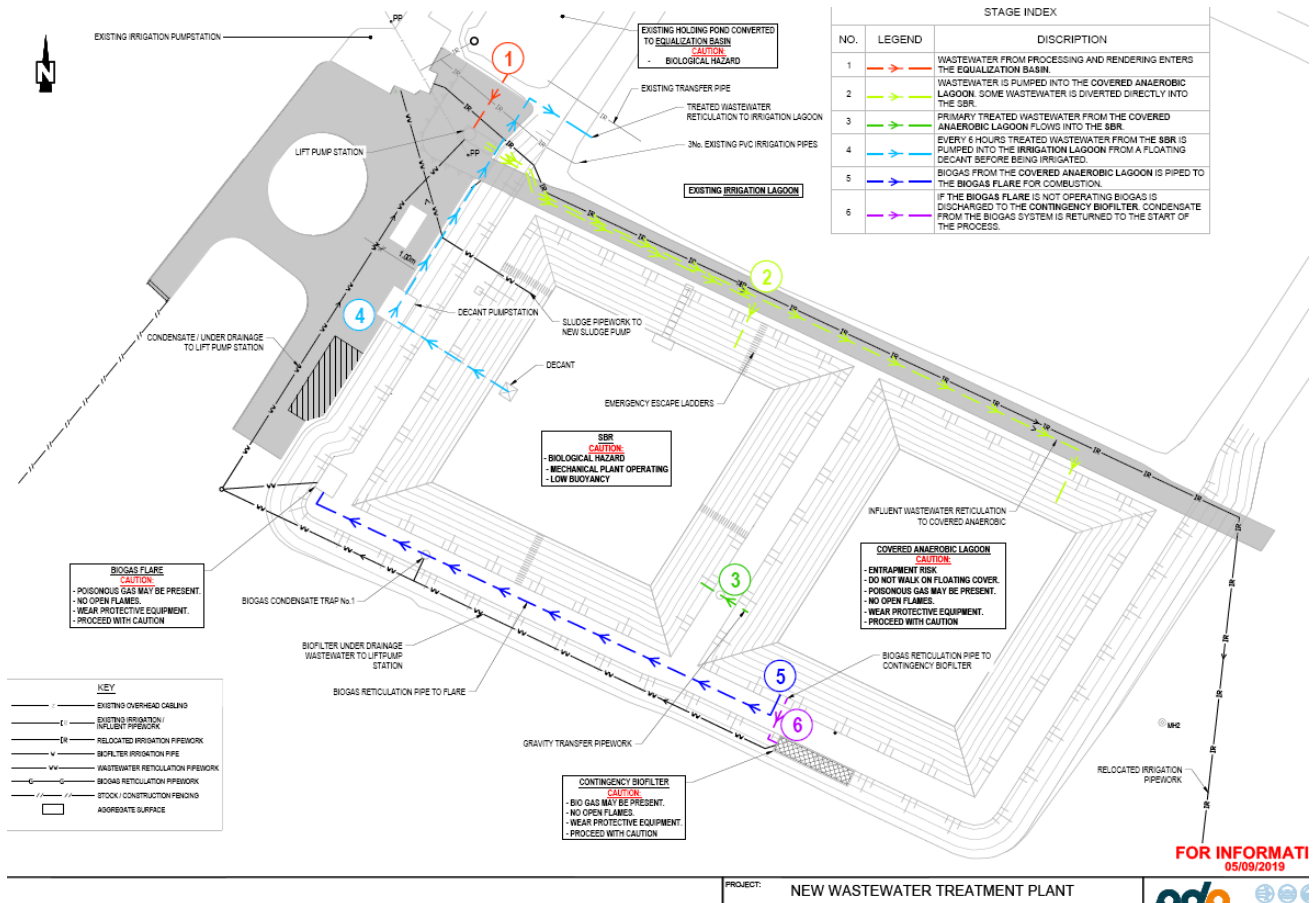 STAGE INDEX
NO. LEGEND DISCRIPTION
1 WASTEWATER FROM PROCESSING AND RENDERING ENTERS
THE EQUALIZATION BASIN.
2 WASTEWATER IS PUMPED INTO THE COVERED ANAEROBIC
LAGOON. SOME WASTEWATER IS DIVERTED DIRECTLY INTO
THE SBR.
3 PRIMARY TREATED WASTEWATER FROM THE COVERED
ANAEROBIC LAGOON FLOWS INTO THE SBR.
4 EVERY 6 HOURS TREATED WASTEWATER FROM THE SBR IS
PUMPED INTO THE IRRIGATION LAGOON FROM A FLOATING
DECANT BEFORE BEING IRRIGATED.
5 BIOGAS FROM THE COVERED ANAEROBIC LAGOON IS PIPED TO
THE BIOGAS FLARE FOR COMBUSTION.
6 IF THE BIOGAS FLARE IS NOT OPERATING BIOGAS IS
DISCHARGED TO THE CONTINGENCY BIOFILTER. CONDENSATE
FROM THE BIOGAS SYSTEM IS RETURNED TO THE START OF
THE PROCESS.
N
EXISTING IRRIGATION PUMPSTATION
PP
EXISTING HOLDING POND CONVERTED
TO EQUALIZATION BASIN
CAUTION:
- BIOLOGICAL HAZARD
1
EXISTING TRANSFER PIPE
TREATED WASTEWATER
RETICULATION TO IRRIGATION LAGOON
3No. EXISTING PVC IRRIGATION PIPES
LIFT PUMP STATION
PP
EXISTING IRRIGATION LAGOON
1.00m
2
4
DECANT PUMPSTATION
SLUDGE PIPEWORK TO
NEW SLUDGE PUMP
CONDENSATE / UNDER DRAINAGE
TO LIFT PUMP STATION
DECANT
EMERGENCY ESCAPE LADDERS
SBR
CAUTION:
- BIOLOGICAL HAZARD
- MECHANICAL PLANT OPERATING
- LOW BUOYANCY
INFLUENT WASTEWATER RETICULATION
TO COVERED ANAEROBIC
COVERED ANAEROBIC LAGOON
CAUTION:
- ENTRAPMENT RISK
- DO NOT WALK ON FLOATING COVER.
- POISONOUS GAS MAY BE PRESENT.
- NO OPEN FLAMES.
- WEAR PROTECTIVE EQUIPMENT.
- PROCEED WITH CAUTION
BIOGAS FLARE
CAUTION:
- POISONOUS GAS MAY BE PRESENT.
- NO OPEN FLAMES.
- WEAR PROTECTIVE EQUIPMENT.
- PROCEED WITH CAUTION
3
BIOGAS CONDENSATE TRAP No.1
BIOFILTER UNDER DRAINAGE
WASTEWATER TO LIFTPUMP
STATION
BIOGAS RETICULATION PIPE TO FLARE
BIOGAS RETICULATION PIPE TO
CONTINGENCY BIOFILTER
5
6
GRAVITY TRANSFER PIPEWORK
MH2
RELOCATED IRRIGATION
PIPEWORK
CONTINGENCY BIOFILTER
CAUTION:
- BIO GAS MAY BE PRESENT.
- NO OPEN FLAMES.
- WEAR PROTECTIVE EQUIPMENT.
- PROCEED WITH CAUTION
KEY
EXISTING OVERHEAD CABLING
EXISTING IRRIGATION /
INFLUENT PIPEWORK
IR RELOCATED IRRIGATION PIPEWORK
BIOFILTER IRRIGATION PIPE
WASTEWATER RETICULATION PIPEWORK
G G BIOGAS RETICULATION PIPEWORK
// // STOCK / CONSTRUCTION FENCING
AGGREGATE SURFACE
FOR INFORMATI
05/09/2019
PROJECT: NEW WASTEWATER TREATMENT PLANT